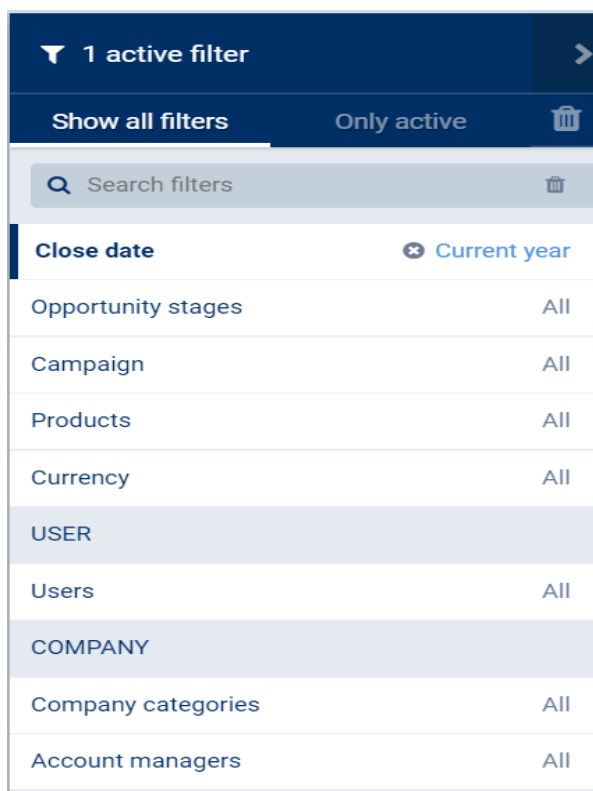 1 active filter
Show all filters Only active
Search filters
Close date Current year
Opportunity stages All
Campaign All
Products All
Currency All
USER
Users All
COMPANY
Company categories All
Account managers All